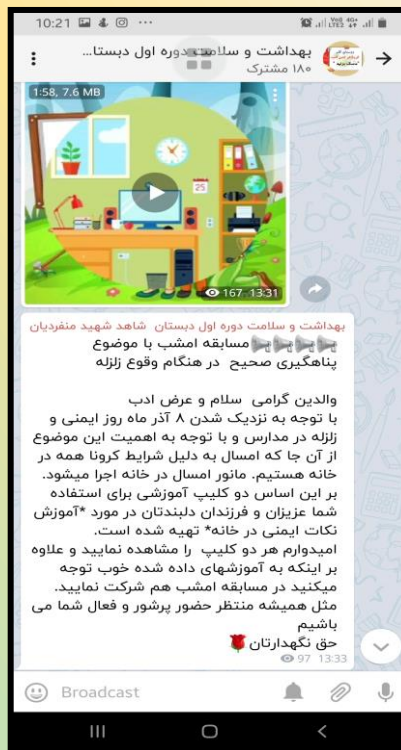 10:21
بهداشت و سلامت دوره اول دبستا...
۱۸۰ مشترک
1:58, 7.6 MB
25
167 13:31
بهداشت و سلامت دوره اول دبستان شاهد شهید منفردیان
مسابقه امشب با موضوع
پناهگیری صحیح در هنگام وقوع زلزله
والدین گرامی سلام و عرض ادب
با توجه به نزدیک شدن ۸ آذر ماه روز ایمنی و
زلزله در مدارس و با توجه به اهمیت این موضوع
از آن جا که امسال به دلیل شرایط کرونا همه در
خانه هستیم. مانور امسال در خانه اجرا میشود.
بر این اساس دو کلیپ آموزشی برای استفاده
شما عزیزان و فرزندان دلبندتان در مورد *آموزش
نکات ایمنی در خانه* تهیه شده است.
امیدوارم هر دو کلیپ را مشاهده نمایید و علاوه
بر اینکه به آموزشهای داده شده خوب توجه
میکنید در مسابقه امشب هم شرکت نمایید.
مثل همیشه منتظر حضور پرشور و فعال شما می
باشیم
حق نگهدارتان
97 13:33
Broadcast